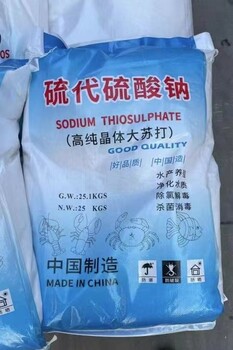 硫代硫酸钠
SODIUM THIOSULPHATE
(高纯晶体大苏打)
GOOD QUALITY
好品质 中国造
水产养
净化水
除氯解毒
杀菌消毒
G.W.:25.1KGS
N.W.:25 KGS
中国制造
MADE IN CHINA